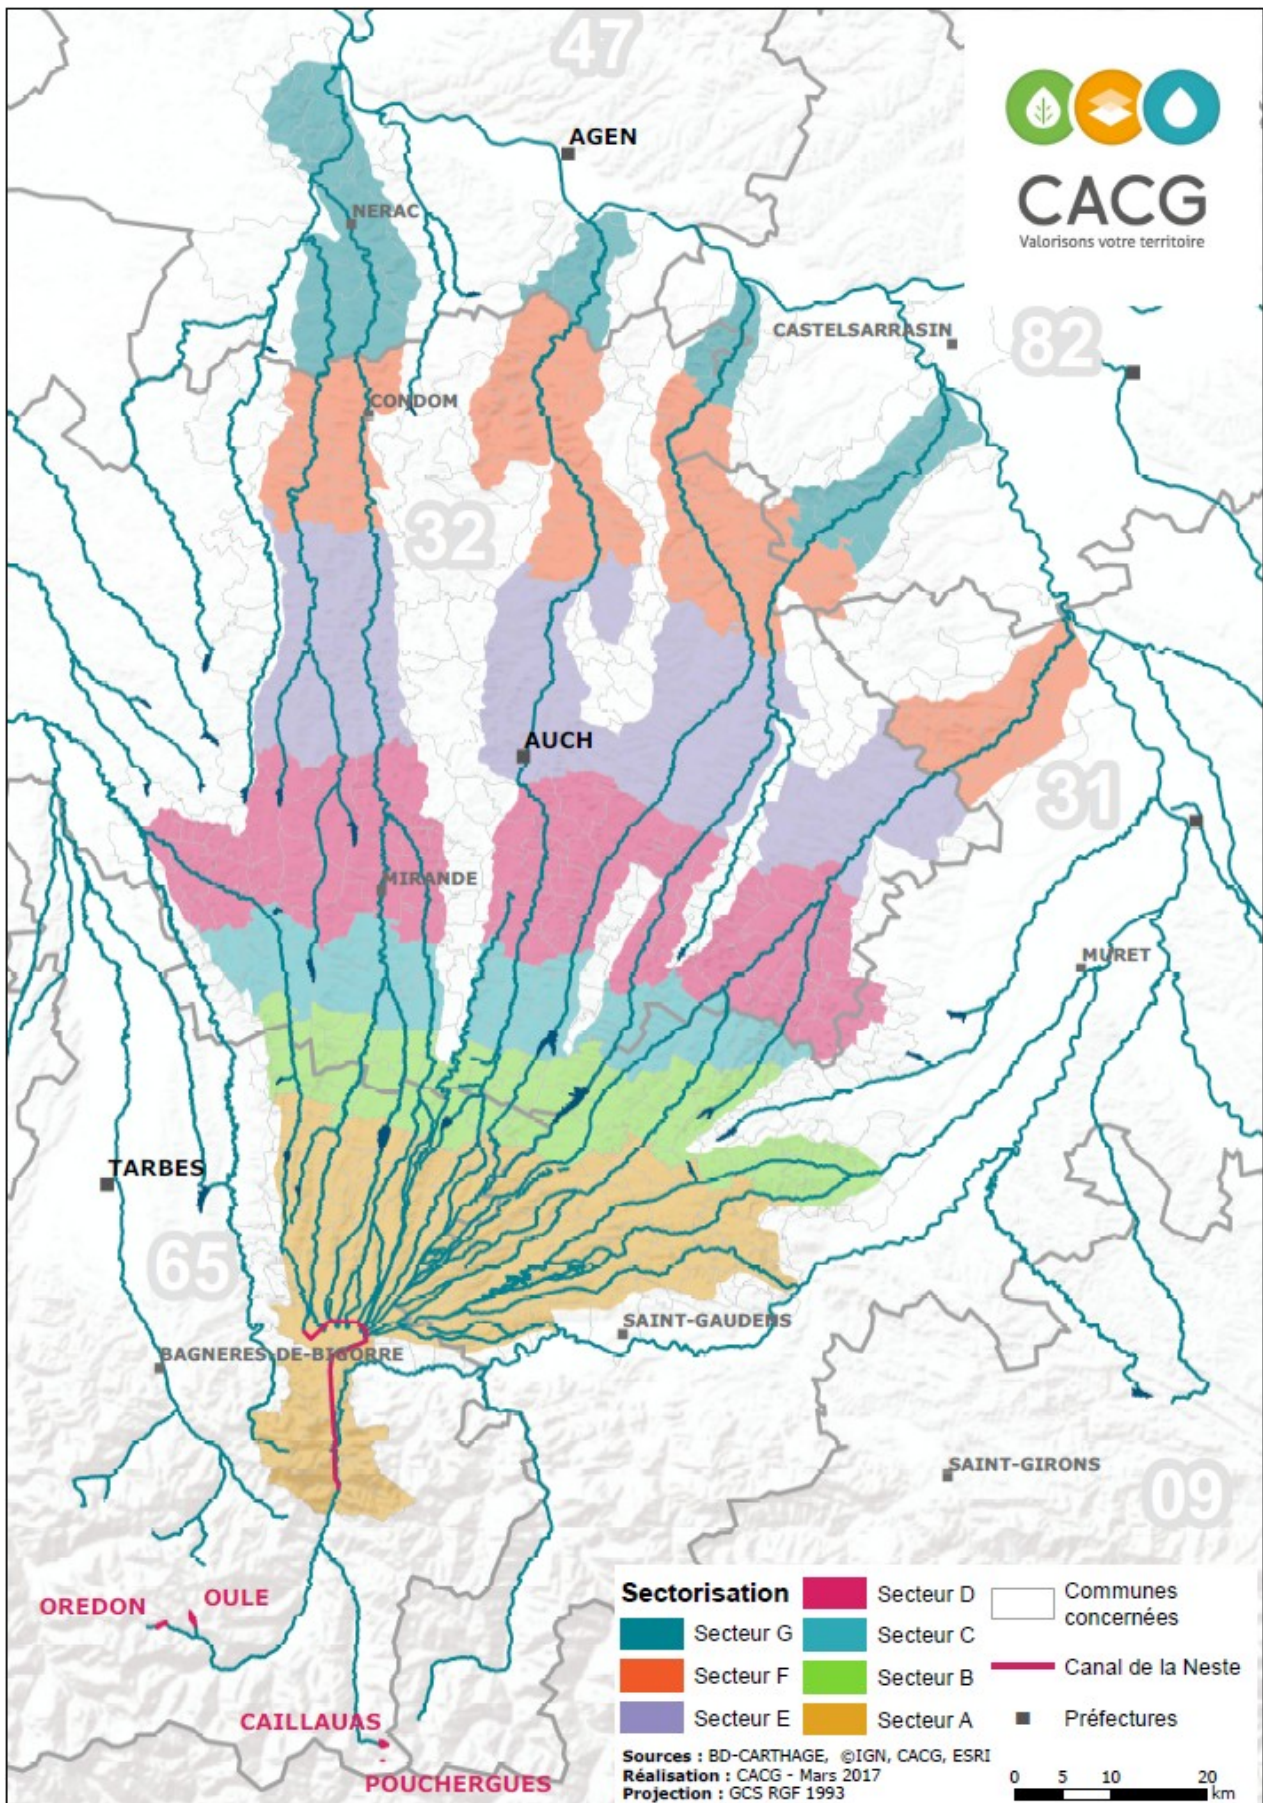 47
AGEN
CACG
Valorisons votre territoire
NERAC
CASTELSARRASIN
82
CONDOM
32
AUCH
31
MIRANDE
MURET
TARBES
65
SAINT-GAUDENS
BAGNERES-DE-BIGORRE
SAINT-GIRONS
09
OREDON
OULE
CAILLAUAS
POUCHERGUES
Sectorisation
Secteur G
Secteur F
Secteur E
Secteur D
Secteur C
Secteur B
Secteur A
Communes
concernées
Canal de la Neste
Préfectures
Sources : BD-CARTHAGE, ©IGN, CACG, ESRI
Réalisation : CACG - Mars 2017
Projection : GCS RGF 1993
0 5 10 20
km